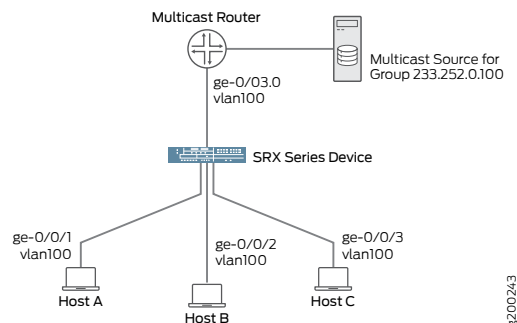 Multicast Router
Multicast Source for
Group 233.252.0.100
ge-0/03.0
vlan100
SRX Series Device
ge-0/0/1
vlan100
ge-0/0/2
vlan100
ge-0/0/3
vlan100
Host A
Host B
Host C
g200243